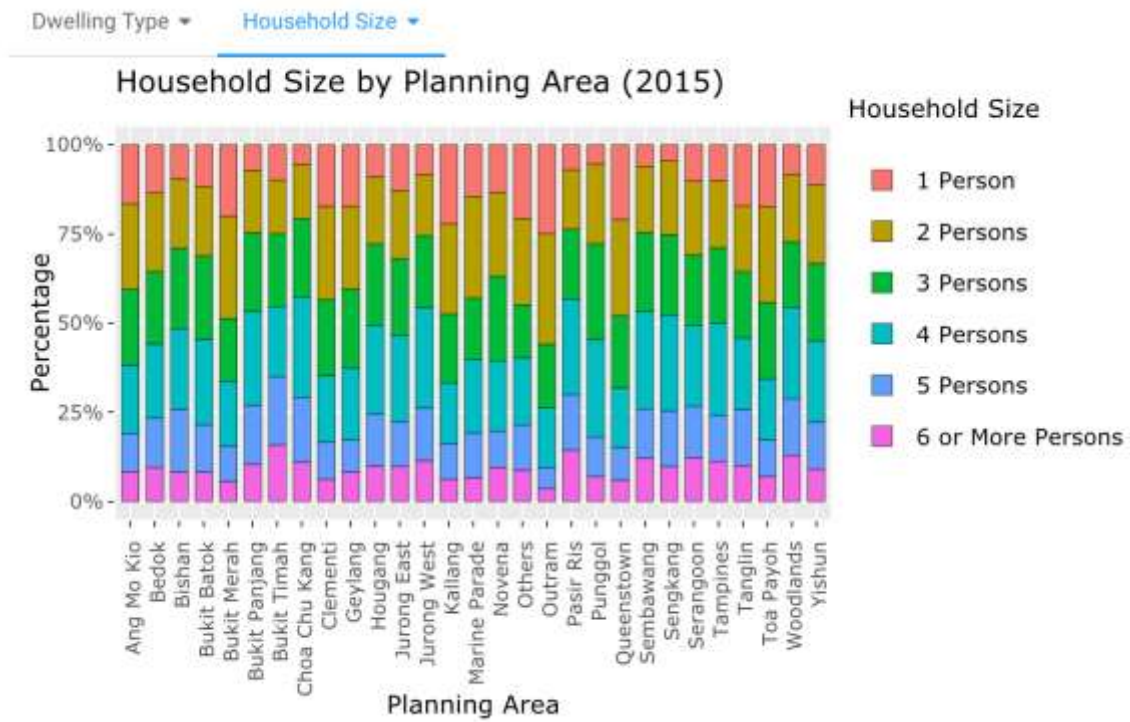 Dwelling Type Household Size
Household Size by Planning Area (2015)
Household Size
1 Person
2 Persons
3 Persons
4 Persons
5 Persons
6 or More Persons
100%
75%
50%
25%
0%
Percentage
Ang Mo Kio
Bedok
Bishan
Bukit Batok
Bukit Merah
Bukit Panjang
Bukit Timah
Choa Chu Kang
Clementi
Geylang
Hougang
Jurong East
Jurong West
Kallang
Marine Parade
Novena
Others
Outram
Pasir Ris
Punggol
Queenstown
Sembawang
Sengkang
Serangoon
Tampines
Tanglin
Toa Payoh
Woodlands
Yishun
Planning Area